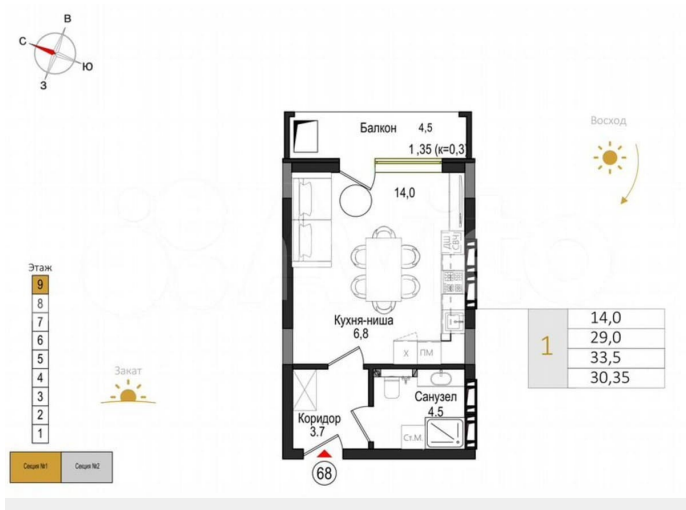 В
С
Ю
З
Балкон 4,5
1,35 (к=0,3)
Восход
14,0
ДШ
СВЧ
Этаж
9
8
7
6
5
4
3
2
1
Кухня-ниша
6,8
Х ПМ
1
14,0
29,0
33,5
30,35
Закат
Санузел
4.5
Коридор
3.7
Ст.М.
Секция №1
Секция №2
68